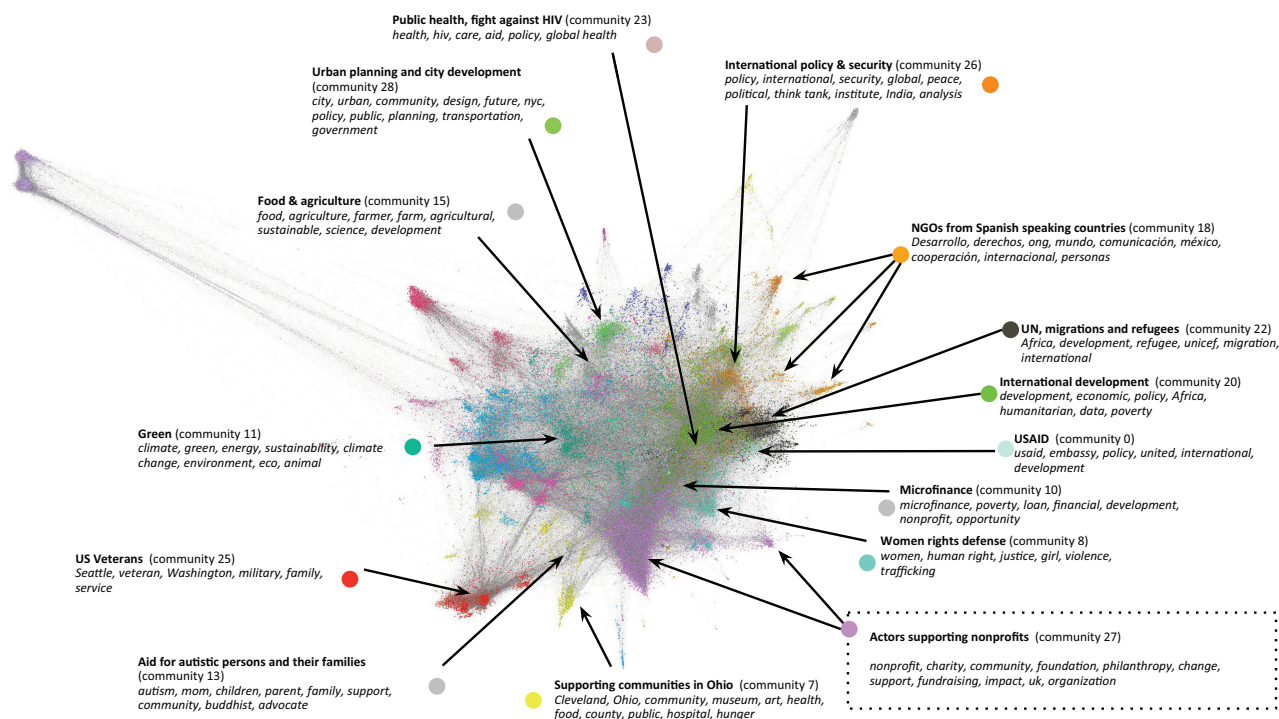 Public health, fight against HIV (community 23)
health, hiv, care, aid, policy, global health
International policy & security (community 26)
policy, international, security, global, peace,
political, think tank, institute, India, analysis
Urban planning and city development
(community 28)
city, urban, community, design, future, nyc,
policy, public, planning, transportation,
government
Food & agriculture (community 15)
food, agriculture, farmer, farm, agricultural,
sustainable, science, development
NGOs from Spanish speaking countries (community 18)
Desarrollo, derechos, ong, mundo, comunicación, méxico,
cooperación, internacional, personas
UN, migrations and refugees (community 22)
Africa, development, refugee, unicef, migration,
international
International development (community 20)
development, economic, policy, Africa,
humanitarian, data, poverty
Green (community 11)
climate, green, energy, sustainability, climate
change, environment, eco, animal
USAID (community 0)
usaid, embassy, policy, united, international,
development
Microfinance (community 10)
microfinance, poverty, loan, financial, development,
nonprofit, opportunity
Women rights defense (community 8)
women, human right, justice, girl, violence,
trafficking
US Veterans (community 25)
Seattle, veteran, Washington, military, family,
service
Actors supporting nonprofits (community 27)
nonprofit, charity, community, foundation, philanthropy, change,
support, fundraising, impact, uk, organization
Aid for autistic persons and their families
(community 13)
autism, mom, children, parent, family, support,
community, buddhist, advocate
Supporting communities in Ohio (community 7)
Cleveland, Ohio, community, museum, art, health,
food, county, public, hospital, hunger